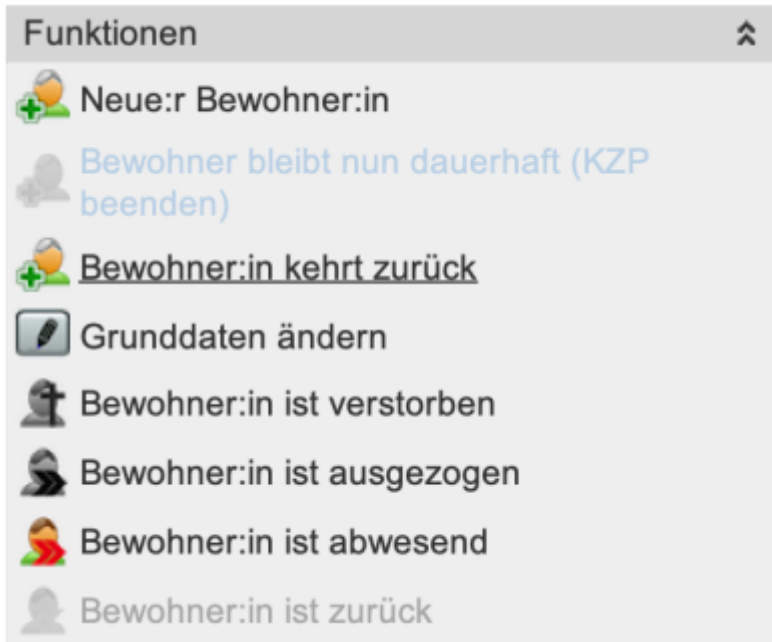 Funktionen
Neue:r Bewohner:in
Bewohner bleibt nun dauerhaft (KZP
beenden)
Bewohner:in kehrt zurück
Grunddaten ändern
Bewohner:in ist verstorben
Bewohner:in ist ausgezogen
Bewohner:in ist abwesend
Bewohner:in ist zurück